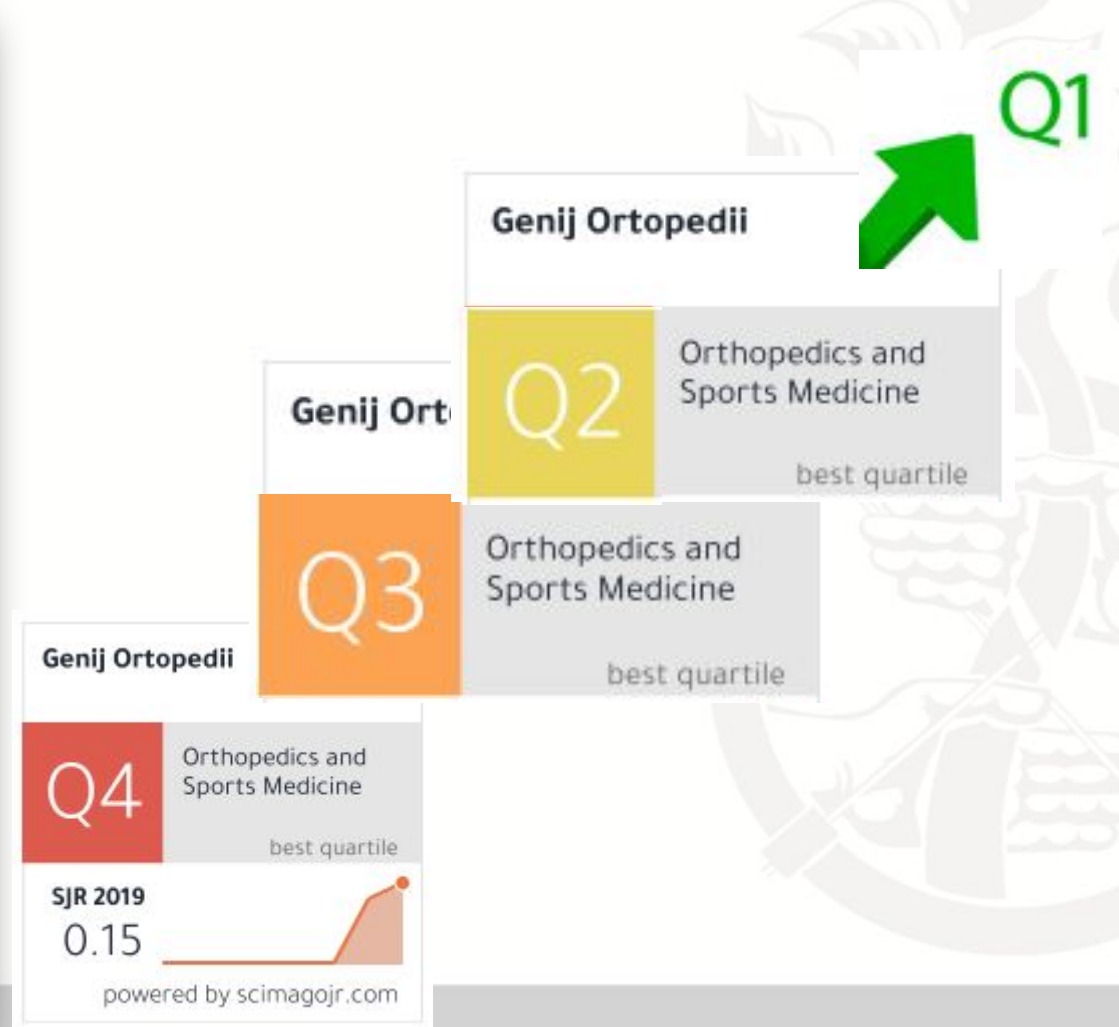 Q1
Genij Ortopedii
Q2
Orthopedics and
Sports Medicine
best quartile
Genij Ort
Q3
Orthopedics and
Sports Medicine
best quartile
Genij Ortopedii
Q4
Orthopedics and
Sports Medicine
best quartile
SJR 2019
0.15
powered by scimagojr.com